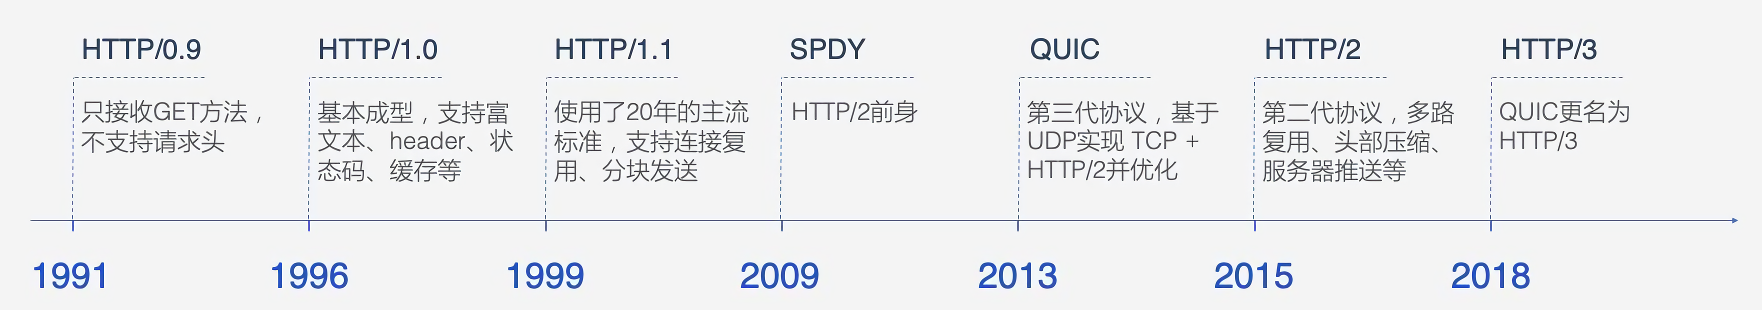 HTTP/0.9
只接收GET方法，
不支持请求头
1991
HTTP/1.0
基本成型，支持富
文本、header、状
态码、缓存等
1996
HTTP/1.1
使用了20年的主流
标准，支持连接复
用、分块发送
1999
SPDY
HTTP/2前身
2009
QUIC
第三代协议，基于
UDP实现 TCP +
HTTP/2并优化
2013
HTTP/2
第二代协议，多路
复用、头部压缩、
服务器推送等
2015
HTTP/3
QUIC更名为
HTTP/3
2018